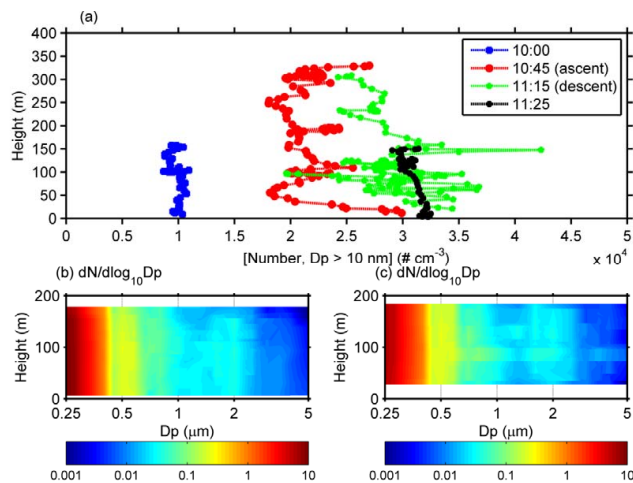 (a)
400
350
300
250
200
150
100
50
0
Height (m)
10:00
10:45 (ascent)
11:15 (descent)
11:25
0 0.5 1 1.5 2 2.5 3 3.5 4 4.5 5
x 10^4
[Number, Dp > 10 nm] (# cm^-3)
(b) dN/dlog10Dp
200
100
0
Height (m)
0.25 0.5 1 2 5
Dp (μm)
0.001 0.01 0.1 1 10
(c) dN/dlog10Dp
200
100
0
Height (m)
0.25 0.5 1 2 5
Dp (μm)
0.001 0.01 0.1 1 10